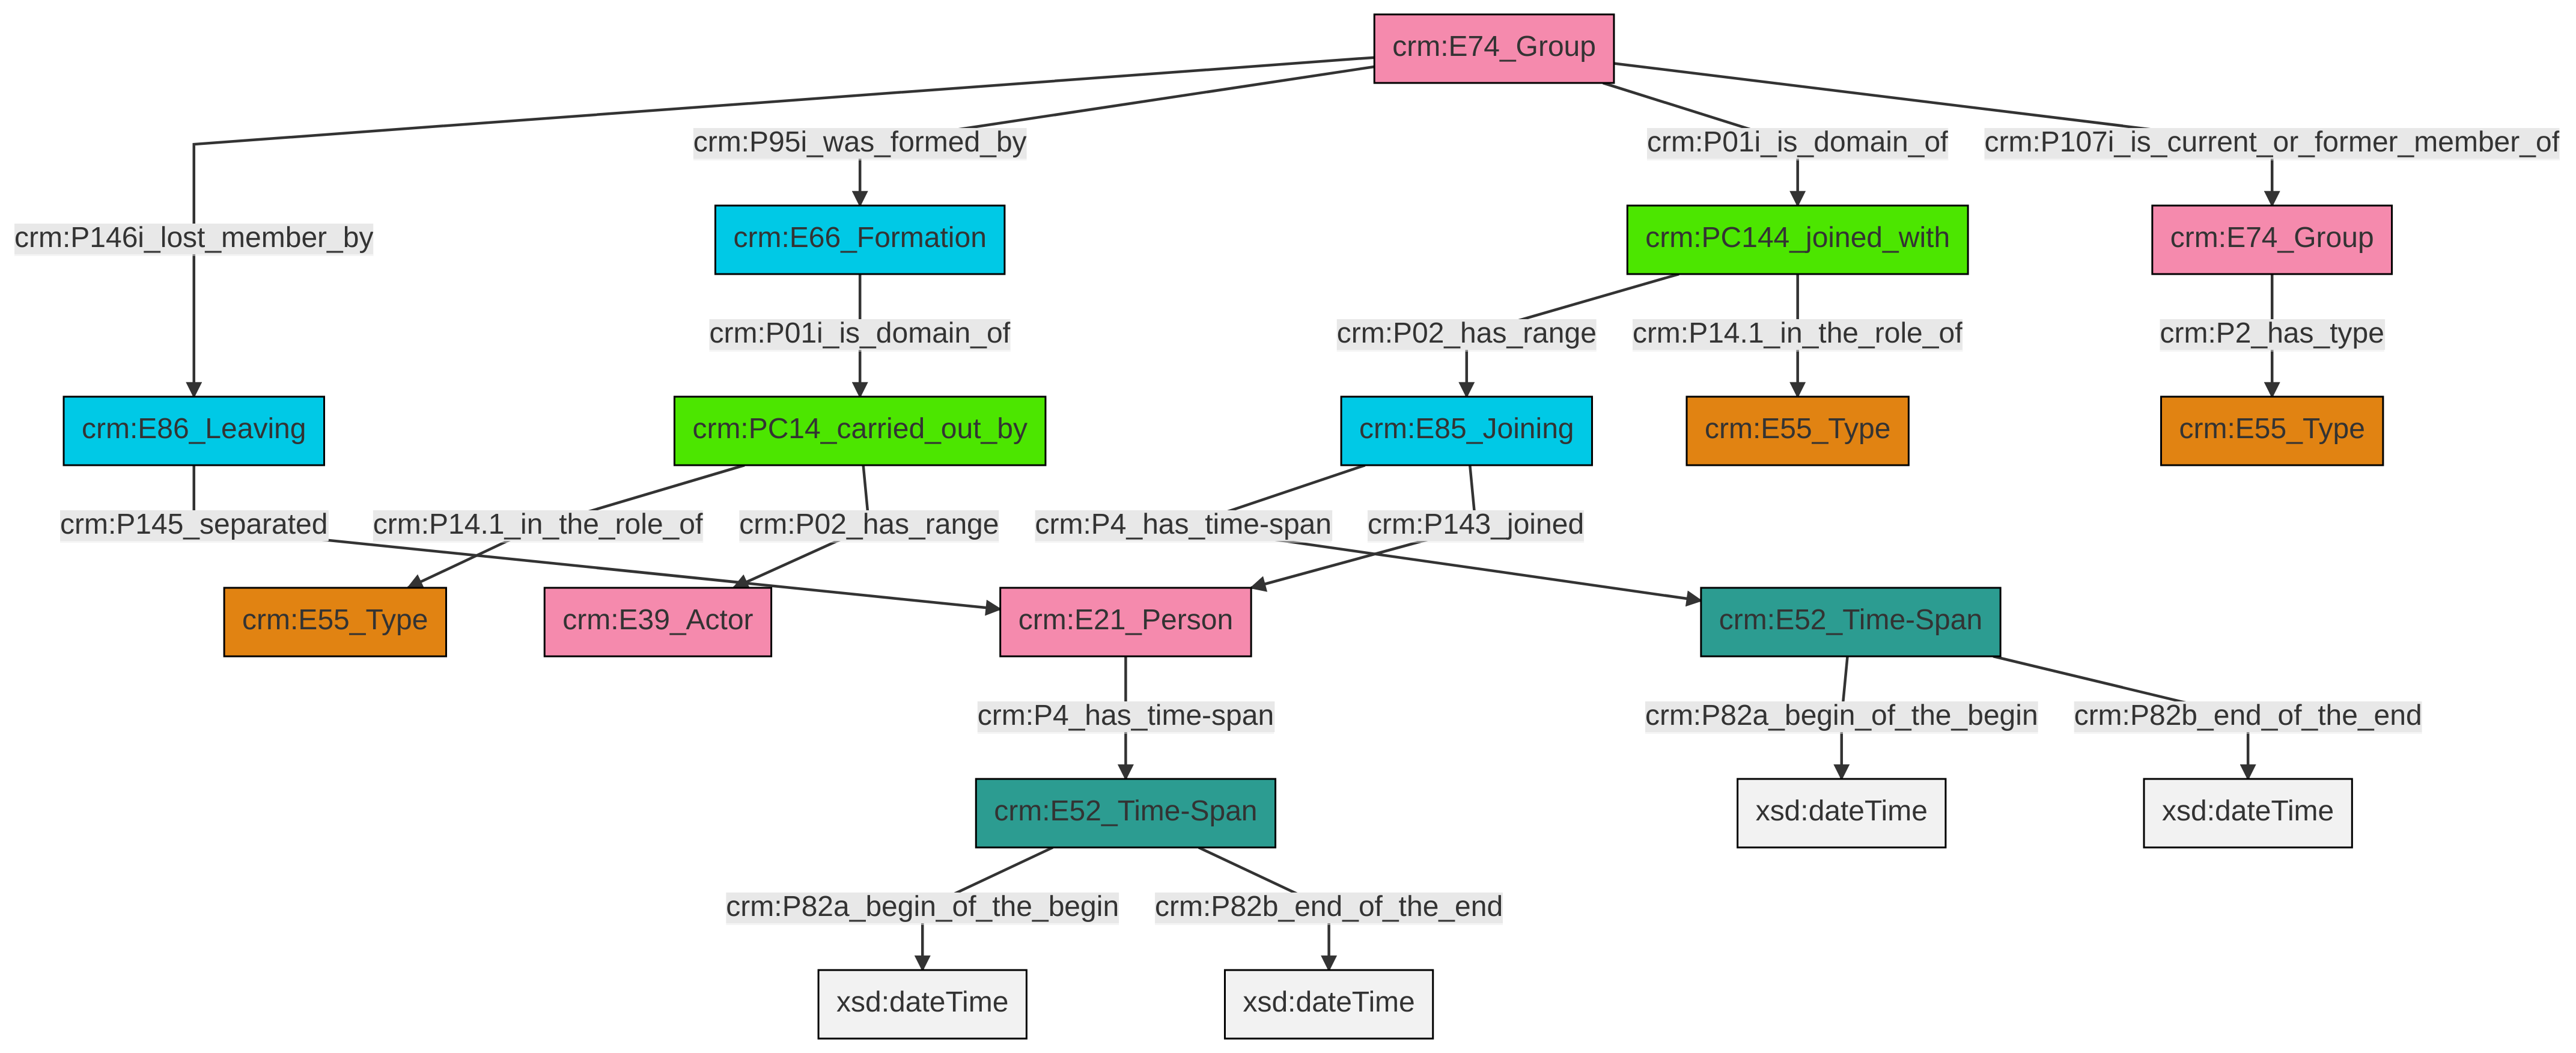 crm:E74_Group
crm:P95i_was_formed_by
crm:P01i_is_domain_of
crm:P107i_is_current_or_former_member_of
crm:P146i_lost_member_by
crm:E66_Formation
crm:PC144_joined_with
crm:E74_Group
crm:P01i_is_domain_of
crm:P02_has_range
crm:P14.1_in_the_role_of
crm:P2_has_type
crm:E86_Leaving
crm:PC14_carried_out_by
crm:E85_Joining
crm:E55_Type
crm:E55_Type
crm:P145_separated
crm:P14.1_in_the_role_of
crm:P02_has_range
crm:P4_has_time-span
crm:P143_joined
crm:E55_Type
crm:E39_Actor
crm:E21_Person
crm:E52_Time-Span
crm:P4_has_time-span
crm:P82a_begin_of_the_begin
crm:P82b_end_of_the_end
crm:E52_Time-Span
xsd:dateTime
xsd:dateTime
crm:P82a_begin_of_the_begin
crm:P82b_end_of_the_end
xsd:dateTime
xsd:dateTime